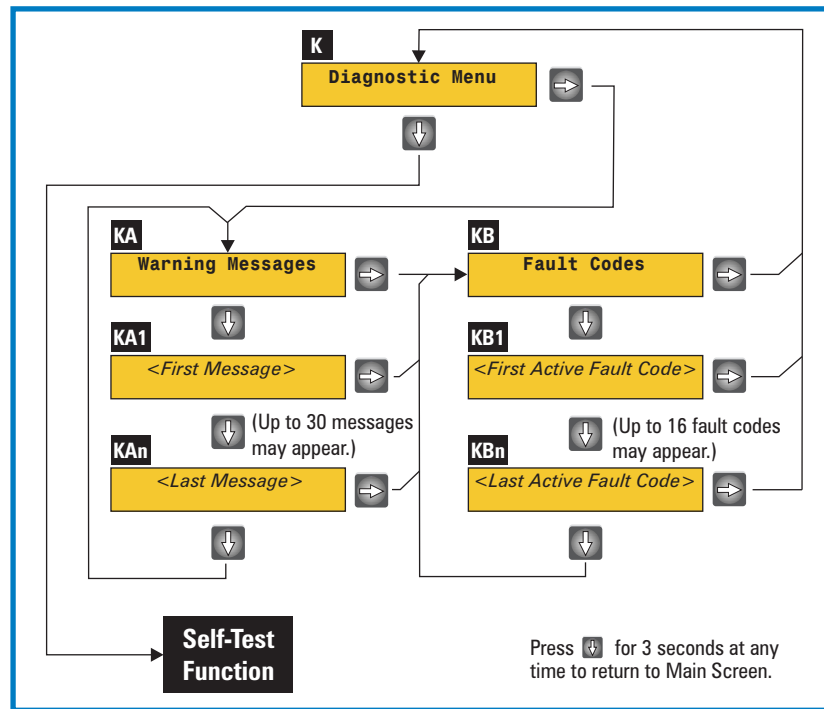 K
Diagnostic Menu
KA
Warning Messages
KB
Fault Codes
KA1
<First Message>
KB1
<First Active Fault Code>
(Up to 30 messages
may appear.)
(Up to 16 fault codes
may appear.)
KAn
<Last Message>
KBn
<Last Active Fault Code>
Self-Test
Function
Press for 3 seconds at any
time to return to Main Screen.